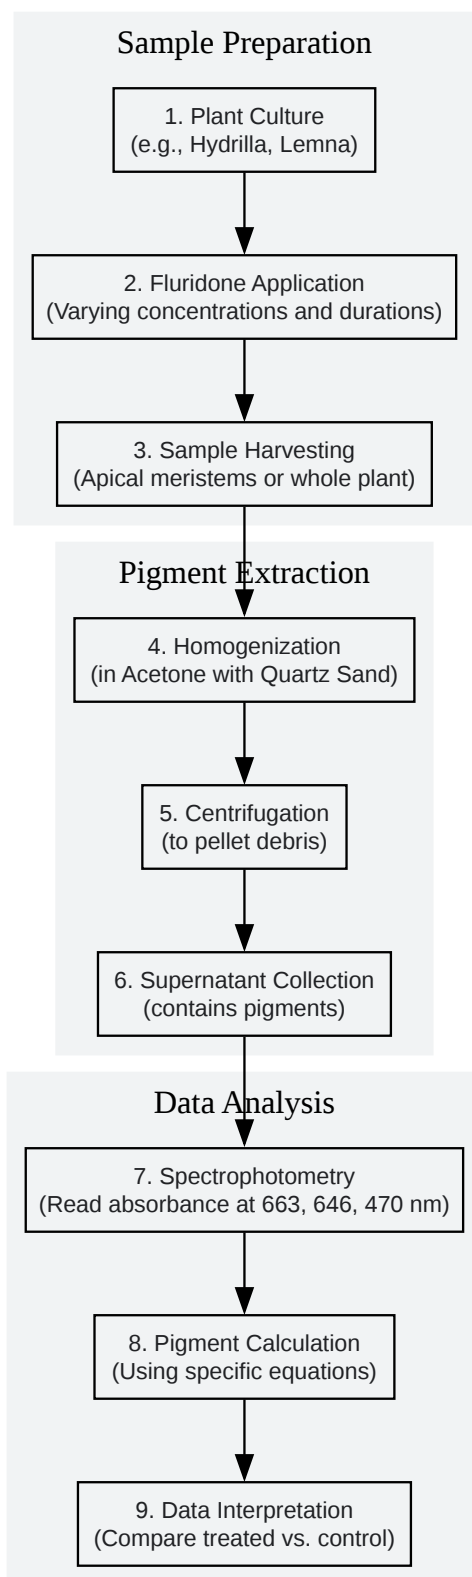 Sample Preparation
1. Plant Culture
(e.g., Hydrilla, Lemna)
2. Fluridone Application
(Varying concentrations and durations)
3. Sample Harvesting
(Apical meristems or whole plant)
Pigment Extraction
4. Homogenization
(in Acetone with Quartz Sand)
5. Centrifugation
(to pellet debris)
6. Supernatant Collection
(contains pigments)
Data Analysis
7. Spectrophotometry
(Read absorbance at 663, 646, 470 nm)
8. Pigment Calculation
(Using specific equations)
9. Data Interpretation
(Compare treated vs. control)